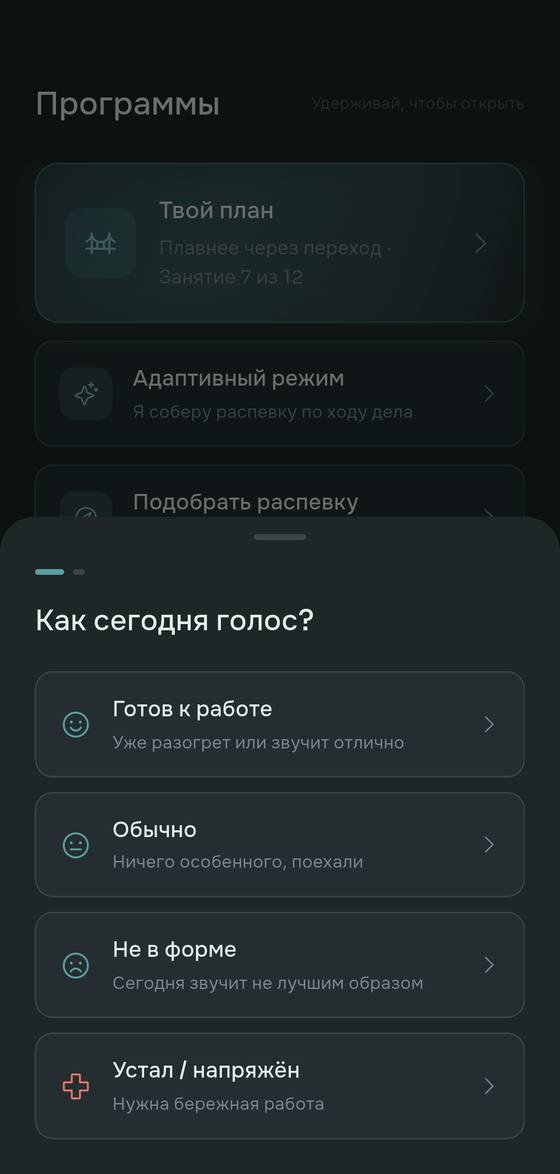 Программы
Удерживай, чтобы открыть
Твой план
Плавнее через переход ·
Занятие 7 из 12
Адаптивный режим
Я соберу распевку по ходу дела
Подобрать распевку
Как сегодня голос?
Готов к работе
Уже разогрет или звучит отлично
Обычно
Ничего особенного, поехали
Не в форме
Сегодня звучит не лучшим образом
Устал / напряжён
Нужна бережная работа